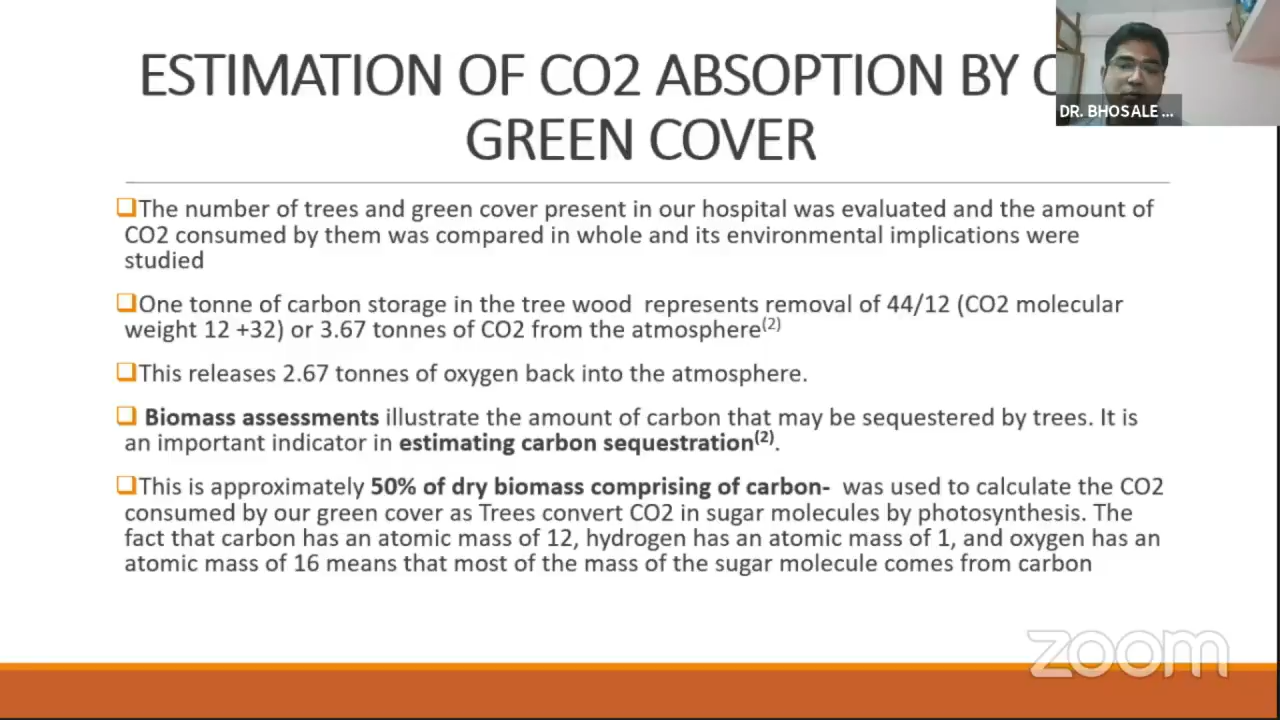 ESTIMATION OF CO2 ABSOPTION BY
GREEN COVER
DR. BHOSALE ...
The number of trees and green cover present in our hospital was evaluated and the amount of
CO2 consumed by them was compared in whole and its environmental implications were
studied
One tonne of carbon storage in the tree wood represents removal of 44/12 (CO2 molecular
weight 12 +32) or 3.67 tonnes of CO2 from the atmosphere(2)
This releases 2.67 tonnes of oxygen back into the atmosphere.
Biomass assessments illustrate the amount of carbon that may be sequestered by trees. It is
an important indicator in estimating carbon sequestration(2).
This is approximately 50% of dry biomass comprising of carbon- was used to calculate the CO2
consumed by our green cover as Trees convert CO2 in sugar molecules by photosynthesis. The
fact that carbon has an atomic mass of 12, hydrogen has an atomic mass of 1, and oxygen has an
atomic mass of 16 means that most of the mass of the sugar molecule comes from carbon
zoom